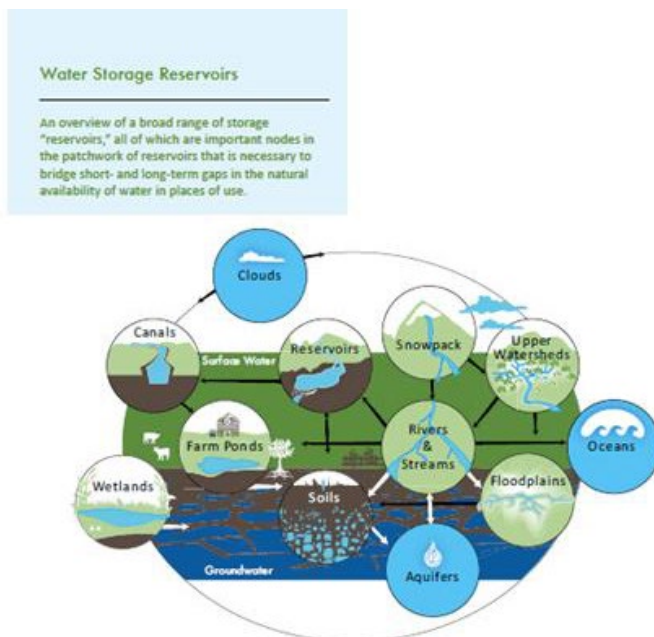 Water Storage Reservoirs
An overview of a broad range of storage
"reservoirs," all of which are important nodes in
the patchwork of reservoirs that is necessary to
bridge short- and long-term gaps in the natural
availability of water in places of use.
Clouds
Canals
Surface Water
Reservoirs
Snowpack
Upper
Watersheds
Farm Ponds
Rivers
&
Streams
Oceans
Wetlands
Soils
Floodplains
Groundwater
Aquifers